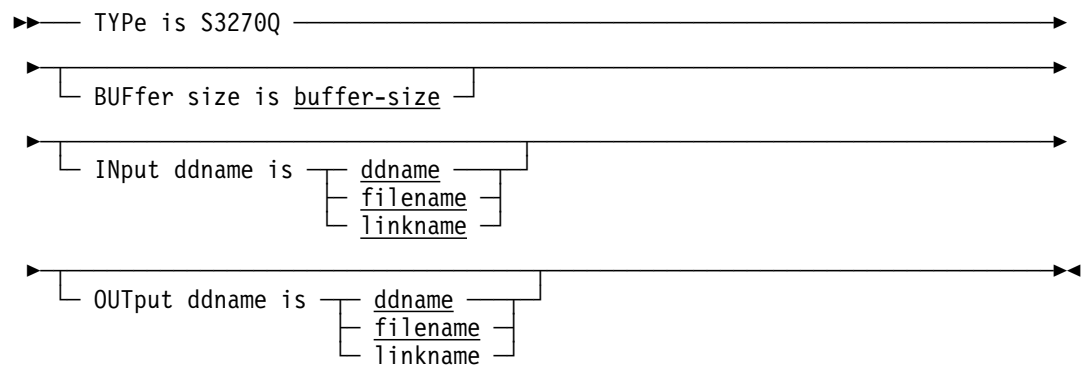 TYPe is S3270Q
BUFfer size is buffer-size
INput ddname is ddname
filename
linkname
OUTput ddname is ddname
filename
linkname